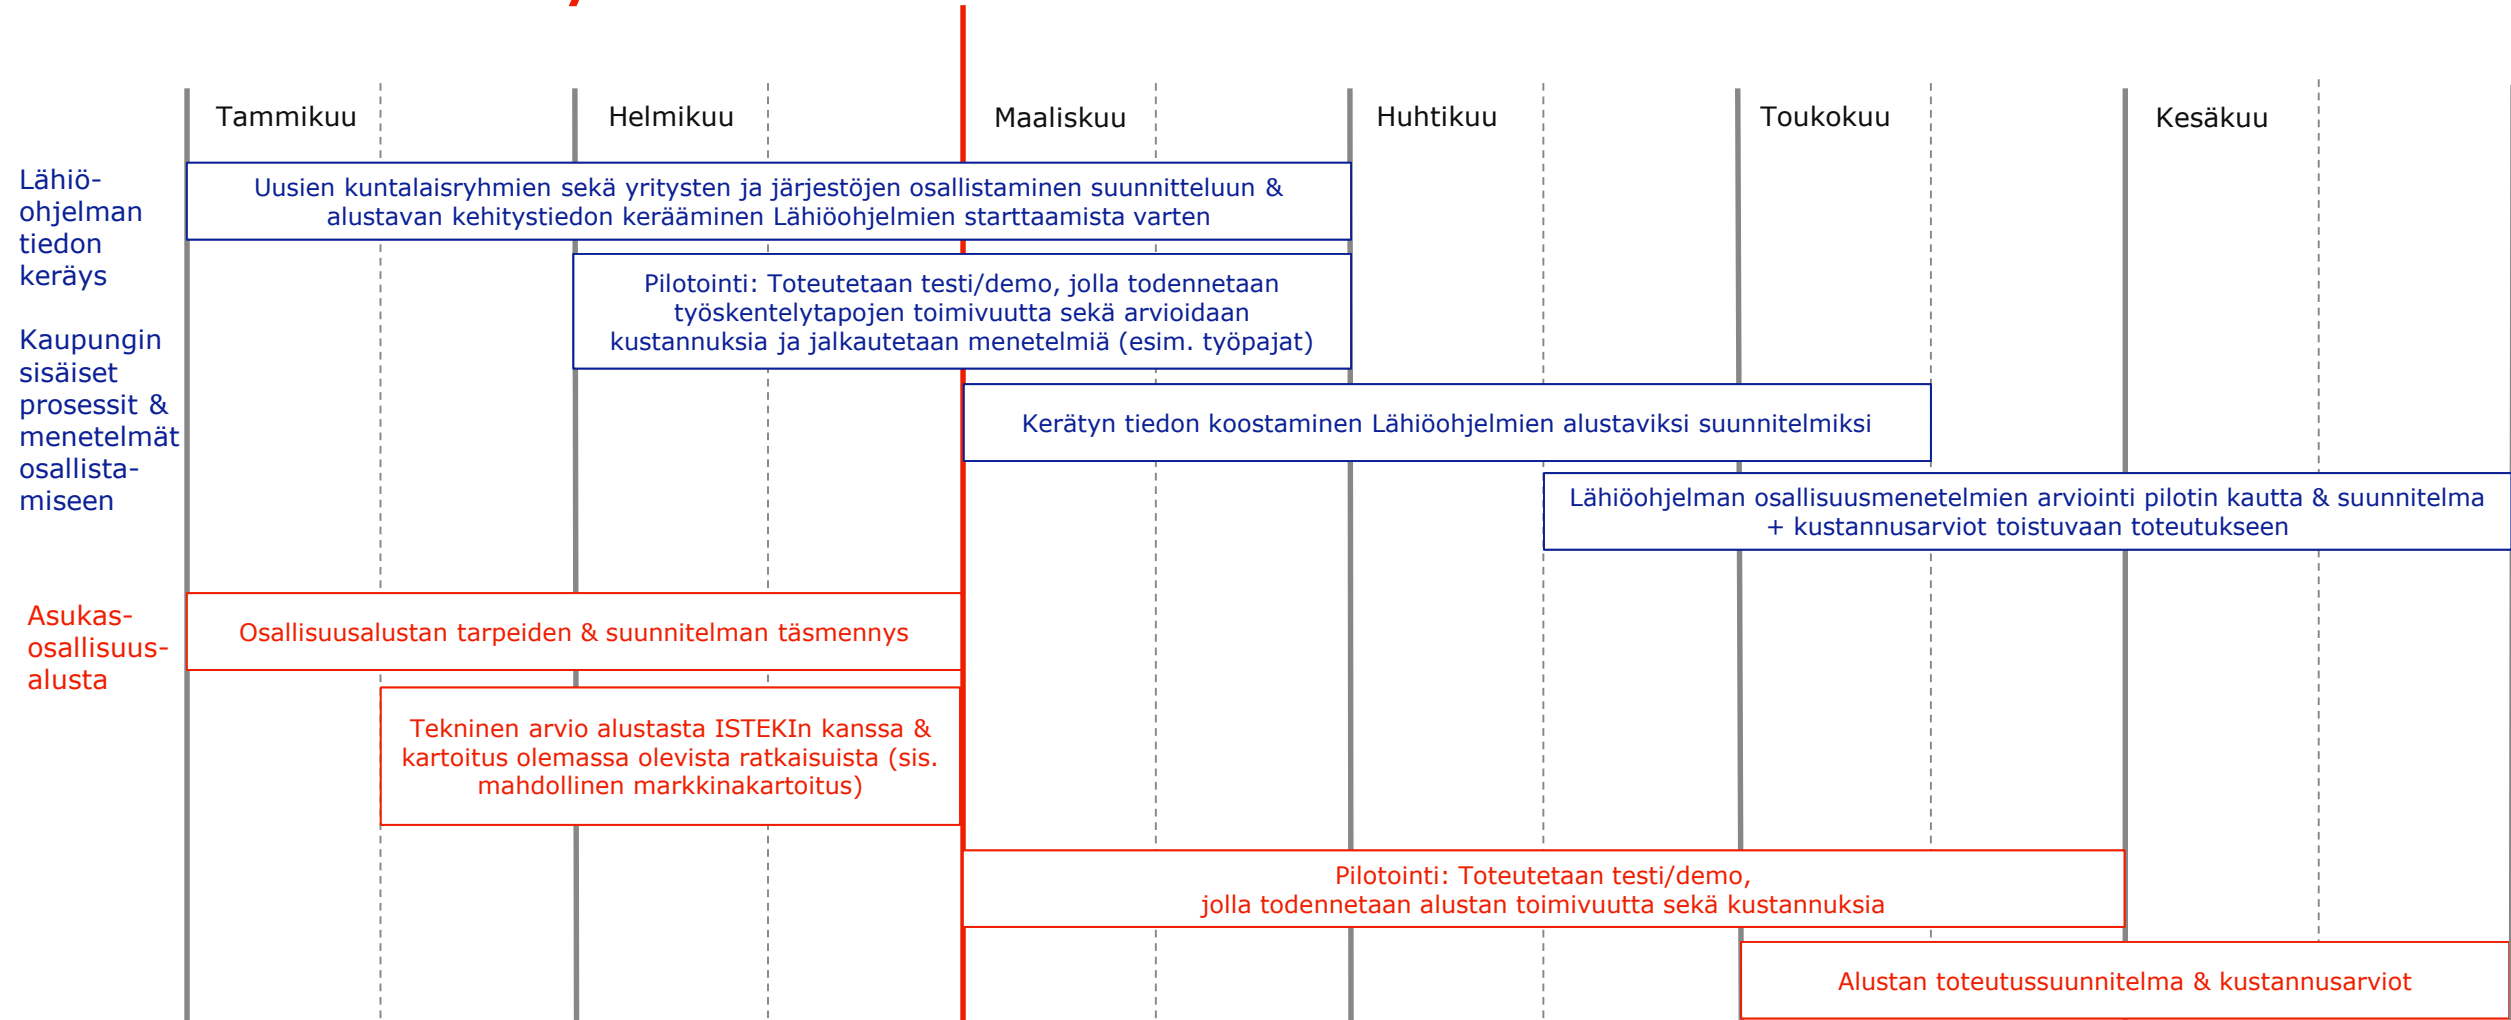 Tammikuu
Helmikuu
Maaliskuu
Huhtikuu
Toukokuu
Kesäkuu
Lähiö-
ohjelman
tiedon
keräys
Kaupungin
sisäiset
prosessit &
menetelmät
osallista-
miseen
Uusien kuntalaisryhmien sekä yritysten ja järjestöjen osallistaminen suunnitteluun &
alustavan kehitystiedon kerääminen Lähiöohjelmien starttaamista varten
Pilotointi: Toteutetaan testi/demo, jolla todennetaan
työskentelytapojen toimivuutta sekä arvioidaan
kustannuksia ja jalkautetaan menetelmiä (esim. työpajat)
Kerätyn tiedon koostaminen Lähiöohjelmien alustaviksi suunnitelmiksi
Lähiöohjelman osallisuusmenetelmien arviointi pilotin kautta & suunnitelma
+ kustannusarviot toistuvaan toteutukseen
Asukas-
osallisuus-
alusta
Osallisuusalustan tarpeiden & suunnitelman täsmennys
Tekninen arvio alustasta ISTEKIn kanssa &
kartoitus olemassa olevista ratkaisuista (sis.
mahdollinen markkinakartoitus)
Pilotointi: Toteutetaan testi/demo,
jolla todennetaan alustan toimivuutta sekä kustannuksia
Alustan toteutussuunnitelma & kustannusarviot